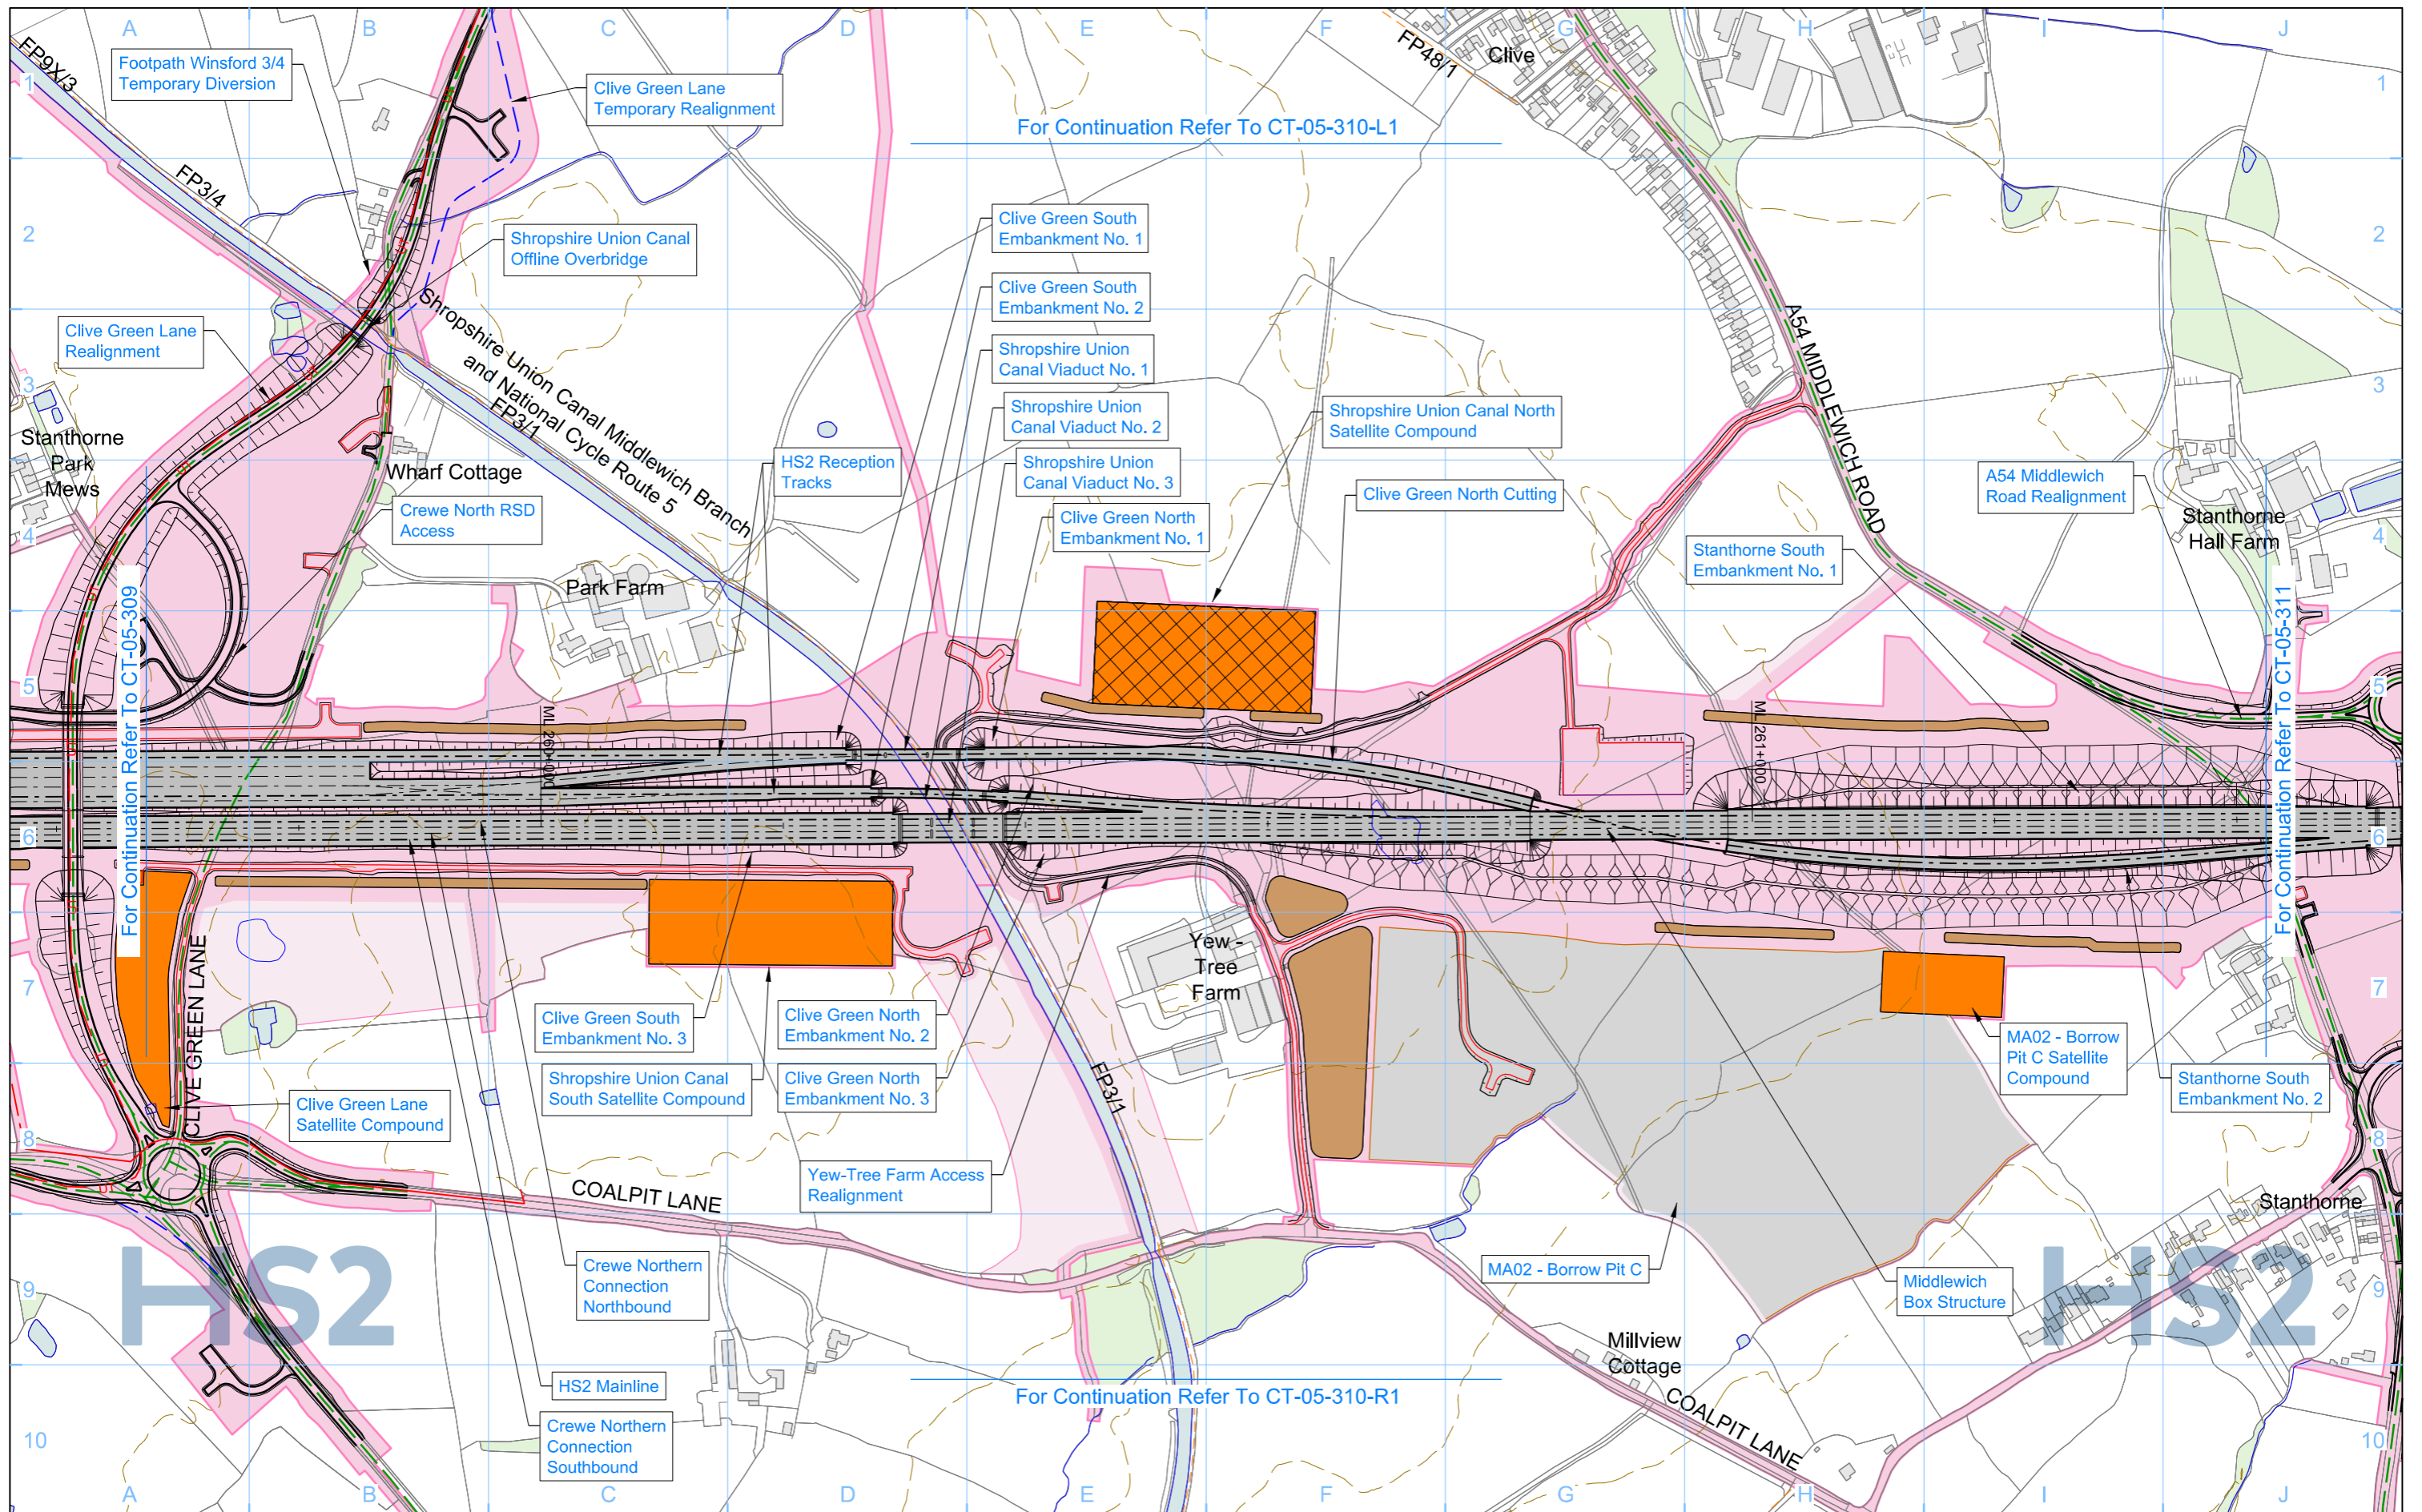 A
B
C
D
E
F
G
H
I
J
FP9X/3
Footpath Winsford 3/4
Temporary Diversion
Clive Green Lane
Temporary Realignment
FP48/1
Clive
1
1
For Continuation Refer To CT-05-310-L1
FP3/4
2
2
Shropshire Union Canal
Offline Overbridge
Clive Green South
Embankment No. 1
Clive Green South
Embankment No. 2
Clive Green Lane
Realignment
Shropshire Union Canal Middlewich Branch
and National Cycle Route 5
FP3/1
Shropshire Union
Canal Viaduct No. 1
Shropshire Union
Canal Viaduct No. 2
Shropshire Union
Canal Viaduct No. 3
Shropshire Union Canal North
Satellite Compound
A54 MIDDLEWICH ROAD
3
3
Stanthorne
Park
Mews
Wharf Cottage
HS2 Reception
Tracks
Clive Green North Cutting
A54 Middlewich
Road Realignment
Crewe North RSD
Access
Clive Green North
Embankment No. 1
Stanthorne
Hall Farm
4
4
Stanthorne South
Embankment No. 1
Park Farm
For Continuation Refer To CT-05-309
For Continuation Refer To CT-05-311
5
5
ML 260+000
ML 261+000
6
6
CLIVE GREEN LANE
Yew -
Tree
Farm
7
7
Clive Green South
Embankment No. 3
Clive Green North
Embankment No. 2
MA02 - Borrow
Pit C Satellite
Compound
Clive Green Lane
Satellite Compound
Shropshire Union Canal
South Satellite Compound
Clive Green North
Embankment No. 3
FP3/1
Stanthorne South
Embankment No. 2
8
8
Yew-Tree Farm Access
Realignment
COALPIT LANE
Stanthorne
HS2
Crewe Northern
Connection
Northbound
MA02 - Borrow Pit C
Middlewich
Box Structure
HS2
9
9
Millview
Cottage
HS2 Mainline
For Continuation Refer To CT-05-310-R1
COALPIT LANE
Crewe Northern
Connection
Southbound
10
10
A
B
C
D
E
F
G
H
I
J